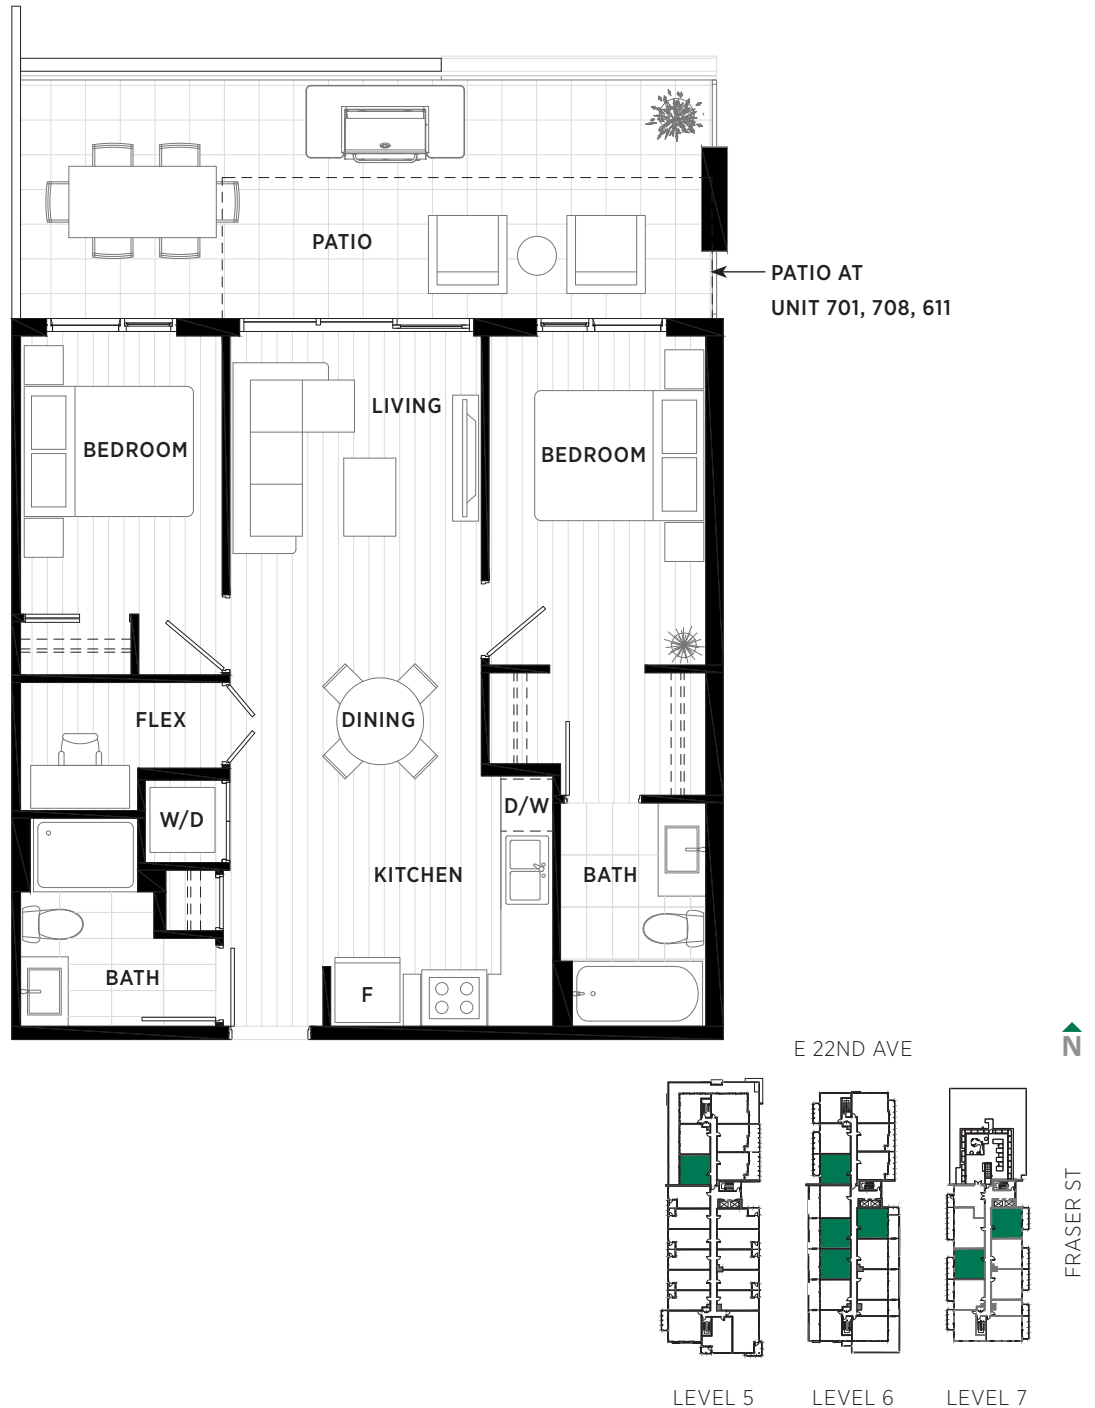 PATIO
PATIO AT
UNIT 701, 708, 611
LIVING
BEDROOM
BEDROOM
FLEX
DINING
D/W
W/D
KITCHEN
BATH
BATH
F
E 22ND AVE
N
FRASER ST
LEVEL 5
LEVEL 6
LEVEL 7